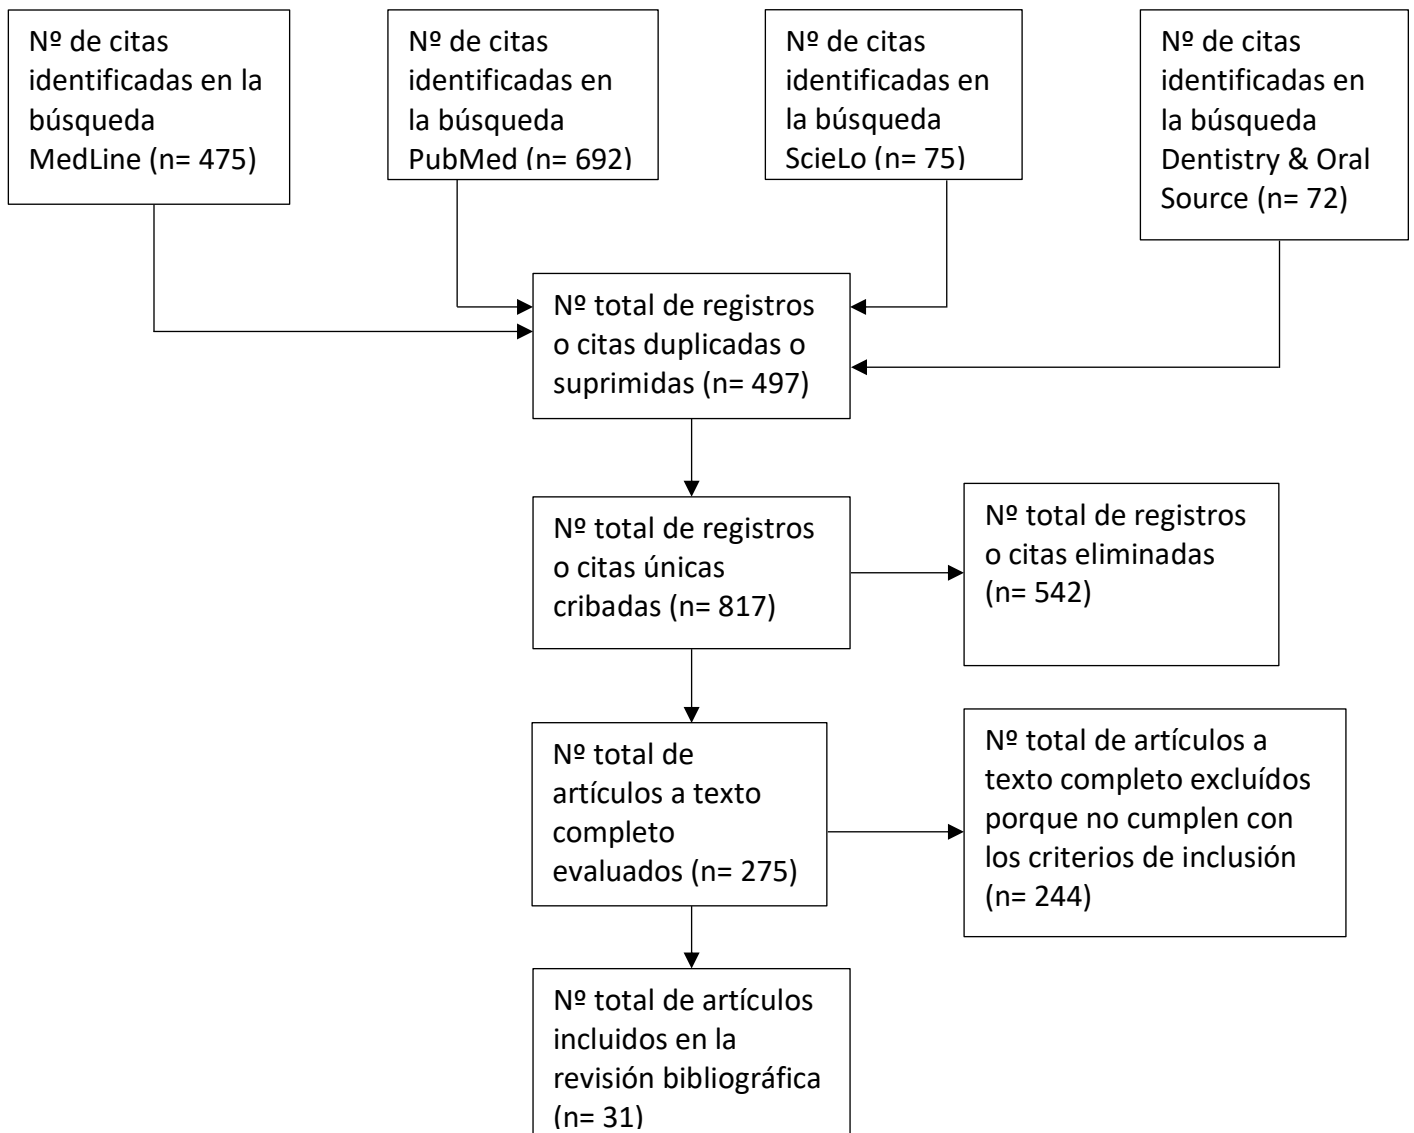 Nº de citas
identificadas en la
búsqueda
MedLine (n= 475)
Nº de citas
identificadas en
la búsqueda
PubMed (n= 692)
Nº de citas
identificadas en
la búsqueda
ScieLo (n= 75)
Nº de citas
identificadas en
la búsqueda
Dentistry & Oral
Source (n= 72)
Nº total de registros
o citas duplicadas o
suprimidas (n= 497)
Nº total de registros
o citas únicas
cribadas (n= 817)
Nº total de registros
o citas eliminadas
(n= 542)
Nº total de
artículos a texto
completo
evaluados (n= 275)
Nº total de artículos a
texto completo excluídos
porque no cumplen con
los criterios de inclusión
(n= 244)
Nº total de artículos
incluidos en la
revisión bibliográfica
(n= 31)